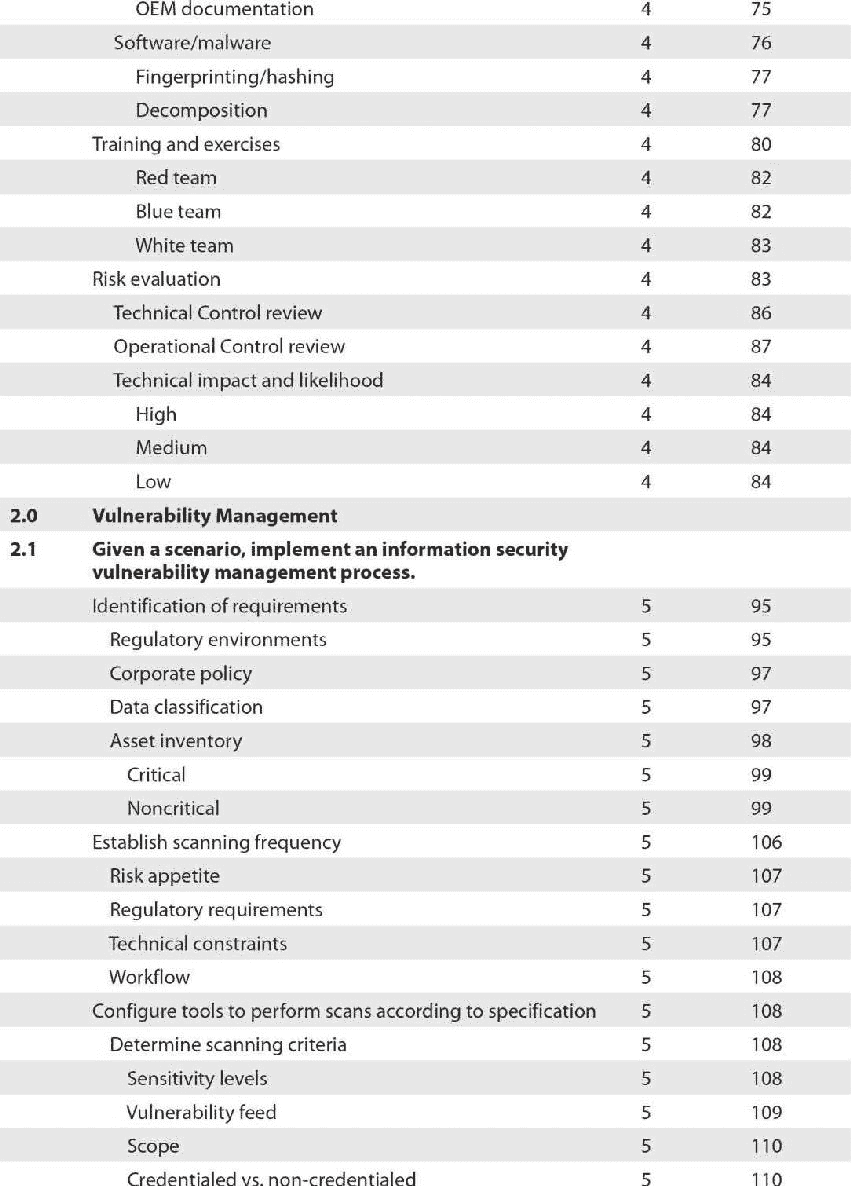 OEM documentation 4 75
Software/malware 4 76
Fingerprinting/hashing 4 77
Decomposition 4 77
Training and exercises 4 80
Red team 4 82
Blue team 4 82
White team 4 83
Risk evaluation 4 83
Technical Control review 4 86
Operational Control review 4 87
Technical impact and likelihood 4 84
High 4 84
Medium 4 84
Low 4 84
2.0 Vulnerability Management
2.1 Given a scenario, implement an information security
vulnerability management process.
Identification of requirements 5 95
Regulatory environments 5 95
Corporate policy 5 97
Data classification 5 97
Asset inventory 5 98
Critical 5 99
Noncritical 5 99
Establish scanning frequency 5 106
Risk appetite 5 107
Regulatory requirements 5 107
Technical constraints 5 107
Workflow 5 108
Configure tools to perform scans according to specification 5 108
Determine scanning criteria 5 108
Sensitivity levels 5 108
Vulnerability feed 5 109
Scope 5 110
Credentialed vs. non-credentialed 5 110